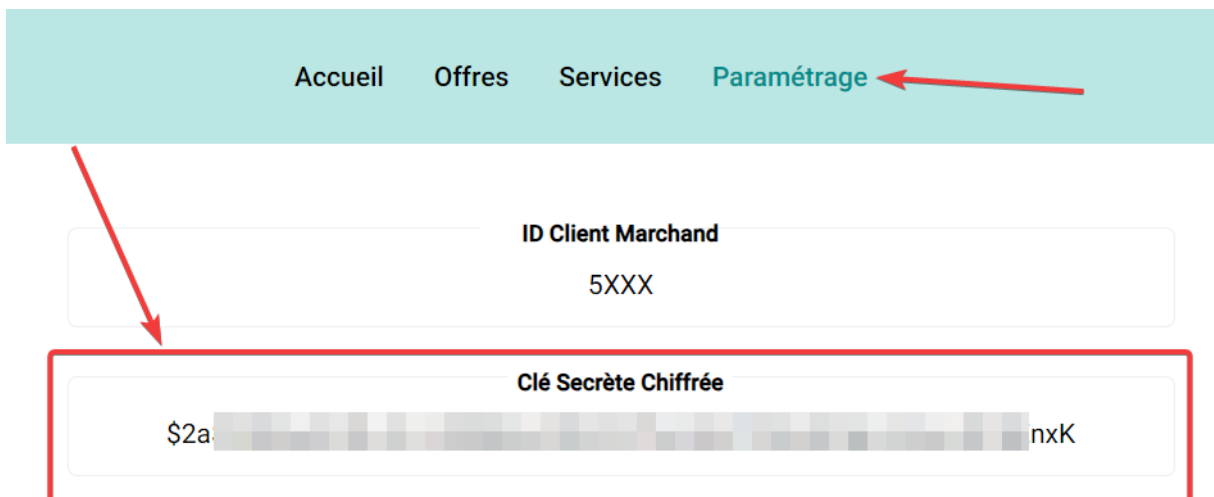 Accueil Offres Services Paramétrage
ID Client Marchand
5XXX
Clé Secrète Chiffrée
$2a nxK